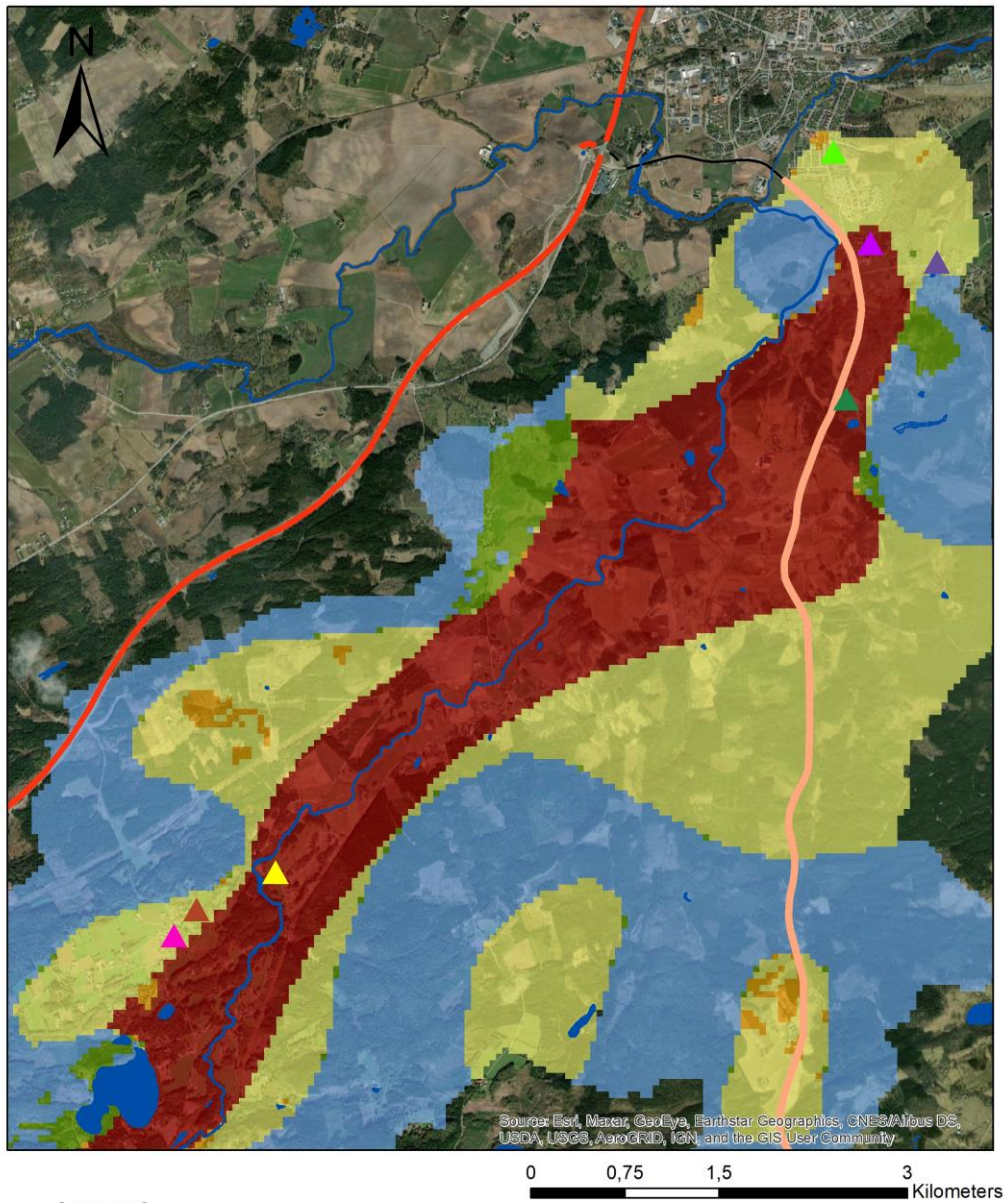 N
Source: Esri, Maxar, GeoEye, Earthstar Geographics, CNES/Airbus DS,
USDA, USGS, AeroGRID, IGN, and the GIS User Community
0 0,75 1,5 3
Kilometers